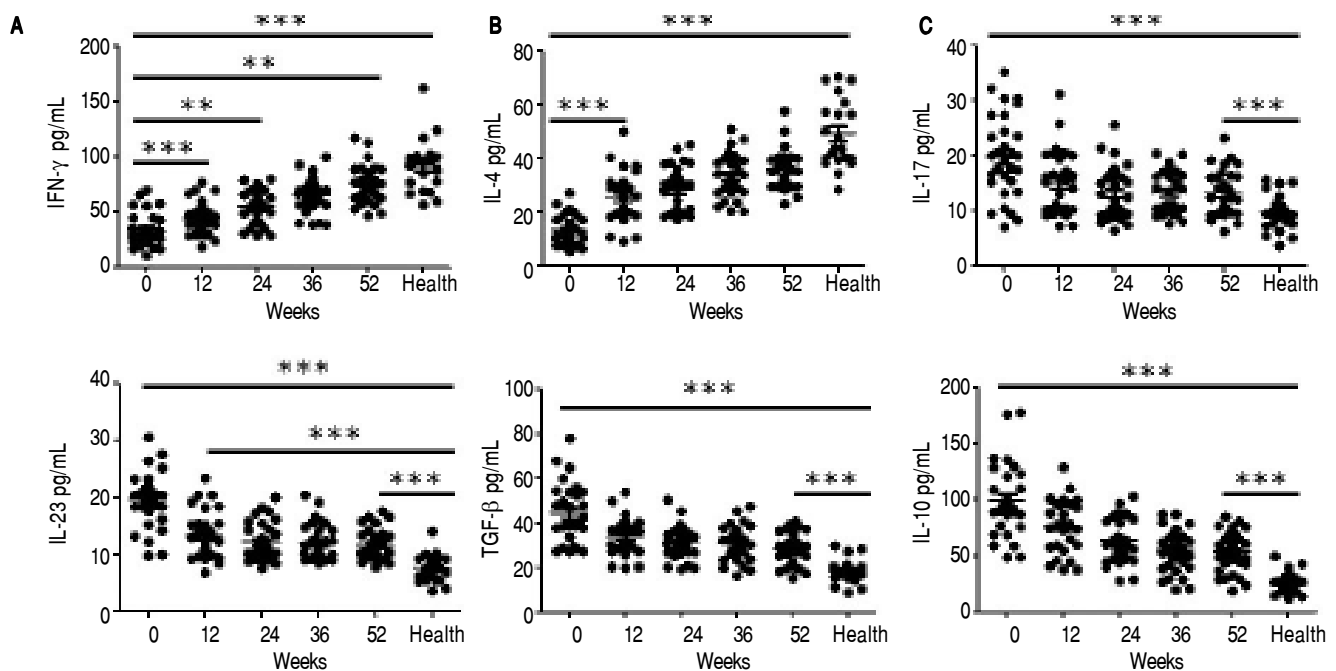 A
IFN-γ pg/mL
200
150
100
50
0
***
**
**
***
0 12 24 36 52 Health
Weeks
B
IL-4 pg/mL
80
60
40
20
0
***
***
0 12 24 36 52 Health
Weeks
C
IL-17 pg/mL
40
30
20
10
0
***
***
0 12 24 36 52 Health
Weeks
IL-23 pg/mL
40
30
20
10
0
***
***
***
0 12 24 36 52 Health
Weeks
TGF-β pg/mL
100
80
60
40
20
0
***
***
0 12 24 36 52 Health
Weeks
IL-10 pg/mL
200
150
100
50
0
***
***
0 12 24 36 52 Health
Weeks